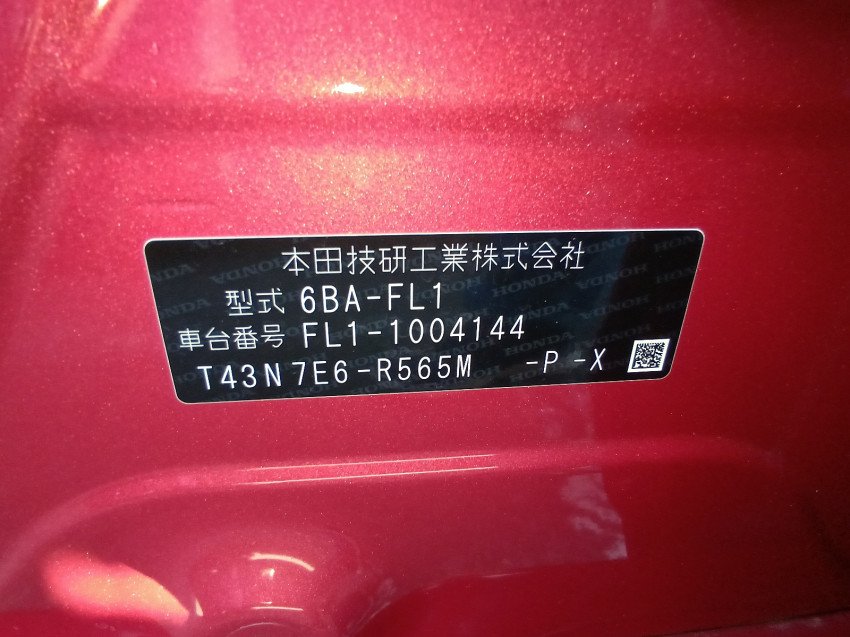 本田技研工業株式会社
型式 6BA-FL1
車台番号 FL1-1004144
T43N7E6-R565M -P-X